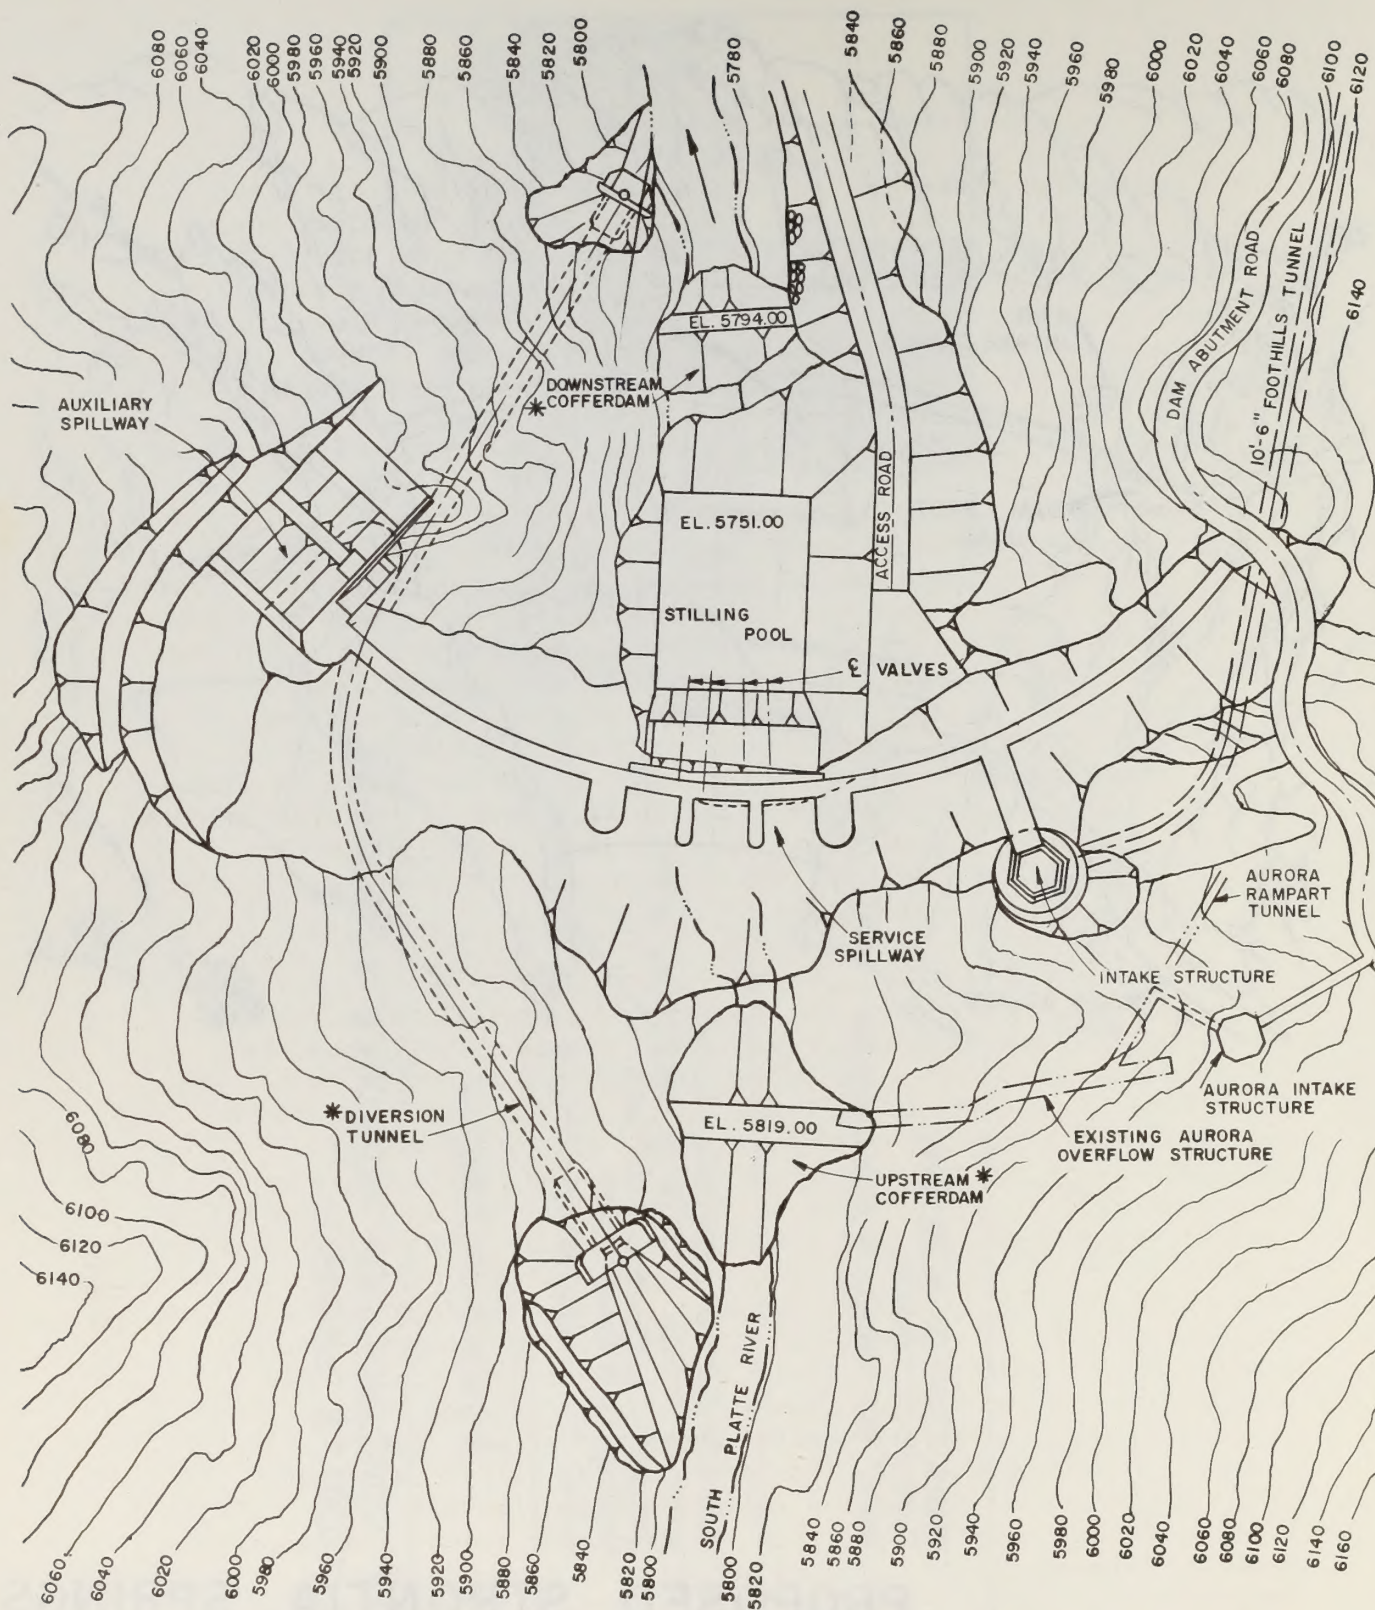 6080
6060
6040
6020
6000
5980
5960
5940
5920
5900
5880
5860
5840
5820
5800
5780
5840
5860
5880
5900
5920
5940
5960
5980
6000
6020
6040
6060
6080
6100
6120
6140
DAM ABUTMENT ROAD
10'-6" FOOTHILLS TUNNEL
EL. 5794.00
* DOWNSTREAM
COFFERDAM
AUXILIARY
SPILLWAY
EL. 5751.00
ACCESS ROAD
STILLING
POOL
℄ VALVES
AURORA
RAMPART
TUNNEL
SERVICE
SPILLWAY
INTAKE STRUCTURE
AURORA INTAKE
STRUCTURE
* DIVERSION
TUNNEL
EL. 5819.00
EXISTING AURORA
OVERFLOW STRUCTURE
UPSTREAM *
COFFERDAM
6080
6100
6120
6140
SOUTH PLATTE RIVER
6060
6040
6020
6000
5980
5960
5940
5920
5900
5880
5860
5840
5820
5800
5800
5820
5840
5860
5880
5900
5920
5940
5960
5980
6000
6020
6040
6060
6080
6100
6120
6140
6160